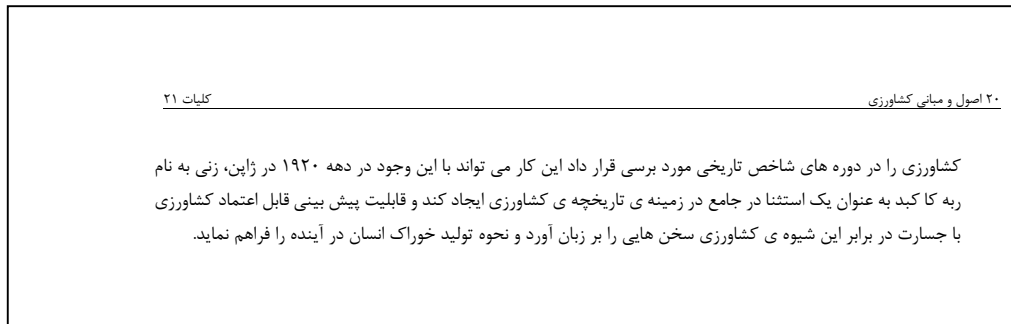 ۲۰ اصول و مبانی کشاورزی
کلیات ۲۱
کشاورزی را در دوره های شاخص تاریخی مورد برسی قرار داد این کار می تواند با این وجود در دهه ۱۹۲۰ در ژاپن، زنی به نام
ربه کا کبد به عنوان یک استثنا در جامع در زمینه ی تاریخچه ی کشاورزی ایجاد کند و قابلیت پیش بینی قابل اعتماد کشاورزی
با جسارت در برابر این شیوه ی کشاورزی سخن هایی را بر زبان آورد و نحوه تولید خوراک انسان در آینده را فراهم نماید.